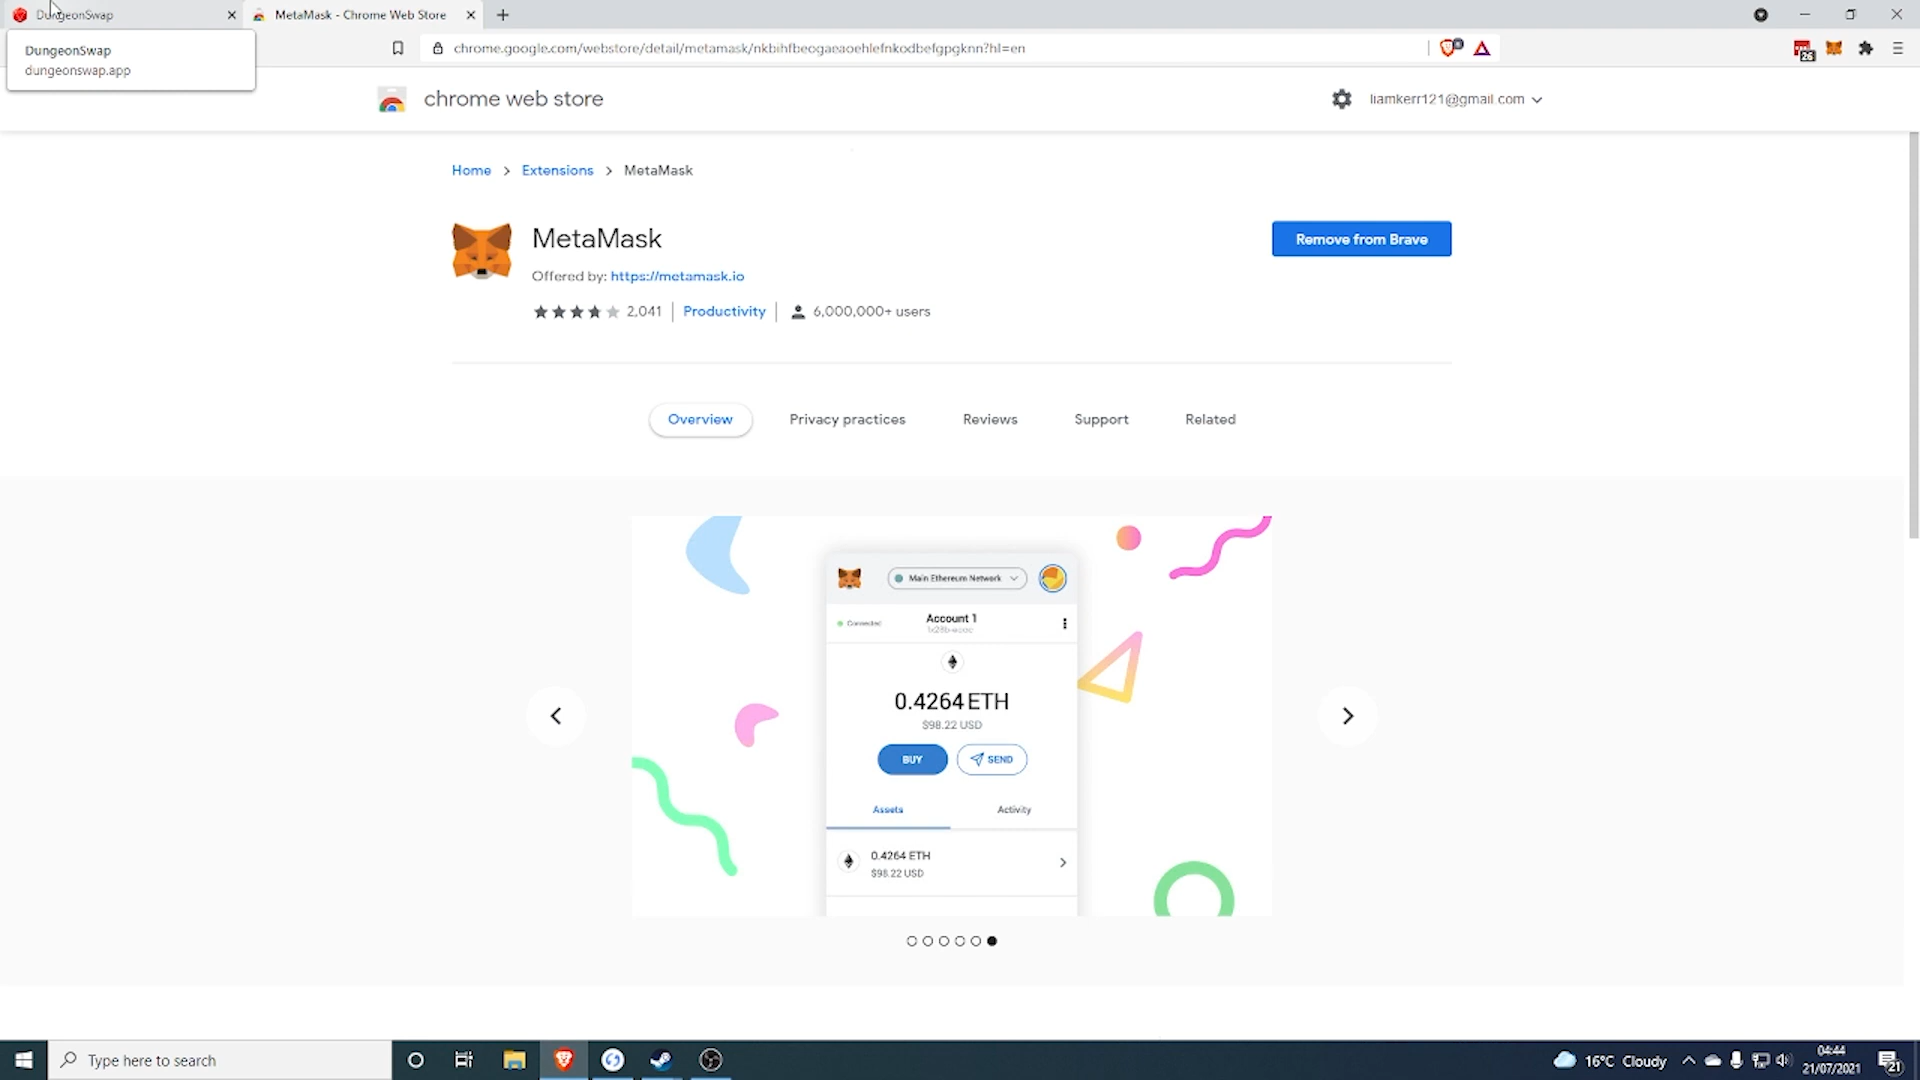 DungeonSwap
MetaMask - Chrome Web Store
DungeonSwap
dungeonswap.app
chrome.google.com/webstore/detail/metamask/nkbihfbeogaeaoehlefnkodbefgpgknn?hl=en
26
chrome web store
liamkerr121@gmail.com
Home > Extensions > MetaMask
MetaMask
Remove from Brave
Offered by: https://metamask.io
2,041 Productivity 6,000,000+ users
Overview Privacy practices Reviews Support Related
Main Ethereum Network
Connected
Account 1
0.4264 ETH
$98.22 USD
BUY SEND
Assets Activity
0.4264 ETH
$98.22 USD
Type here to search
16°C Cloudy
04:44
21/07/2021
21